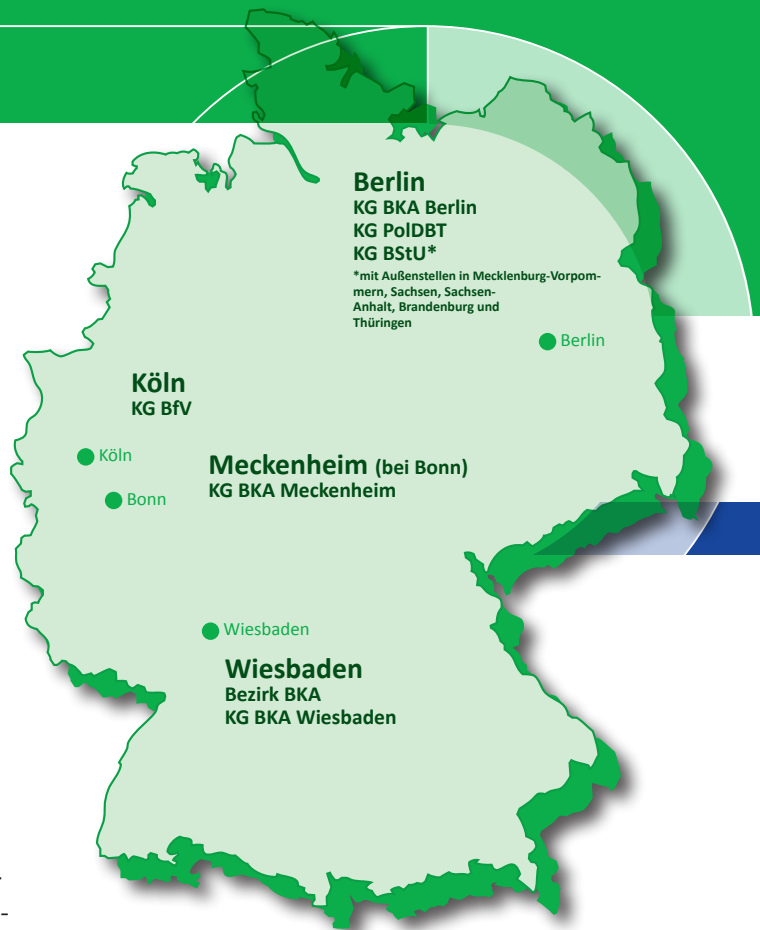 Berlin
KG BKA Berlin
KG PolDBT
KG BStU*
*mit Außenstellen in Mecklenburg-Vorpom-
mern, Sachsen, Sachsen-
Anhalt, Brandenburg und
Thüringen
Berlin
Köln
KG BfV
Köln
Meckenheim (bei Bonn)
KG BKA Meckenheim
Bonn
Wiesbaden
Wiesbaden
Bezirk BKA
KG BKA Wiesbaden
-